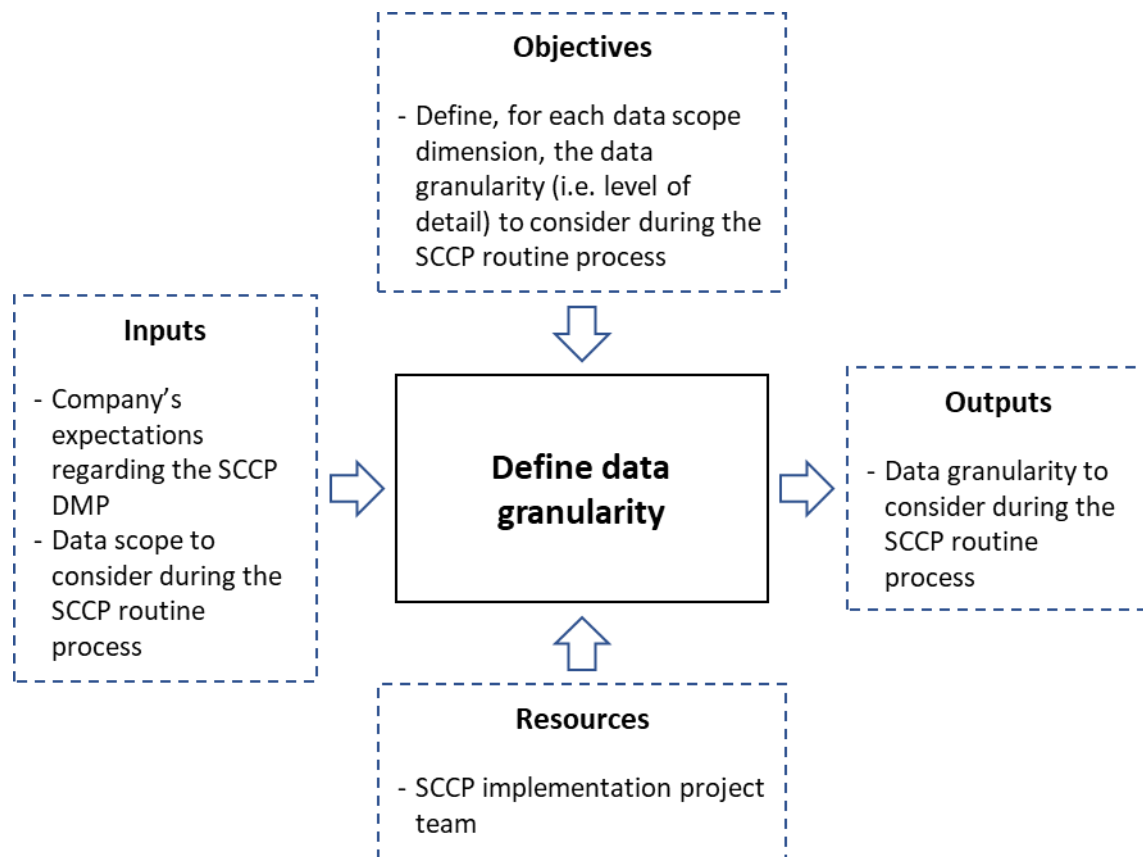 Objectives
- Define, for each data scope
dimension, the data
granularity (i.e. level of
detail) to consider during the
SCCP routine process
Inputs
- Company’s
expectations
regarding the SCCP
DMP
- Data scope to
consider during the
SCCP routine
process
Define data
granularity
Outputs
- Data granularity to
consider during the
SCCP routine
process
Resources
- SCCP implementation project
team